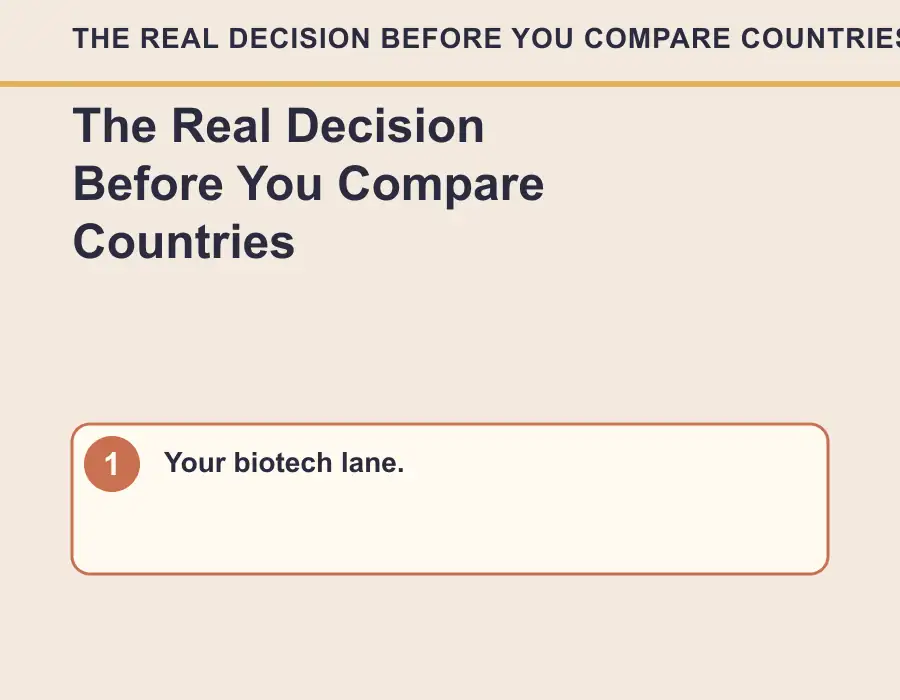 THE REAL DECISION BEFORE YOU COMPARE COUNTRIES
The Real Decision
Before You Compare
Countries
1 Your biotech lane.